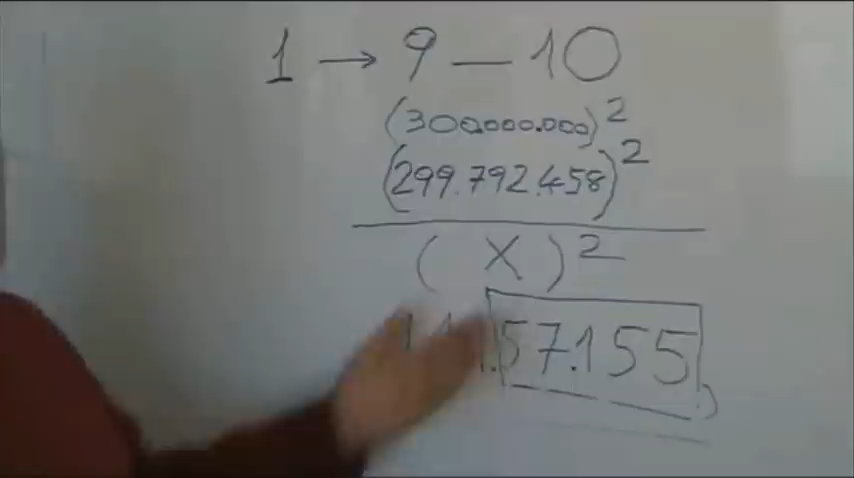 1 → 9 — 10
(300.000.000)²
(299.792.458)²
( X )²
.57.155